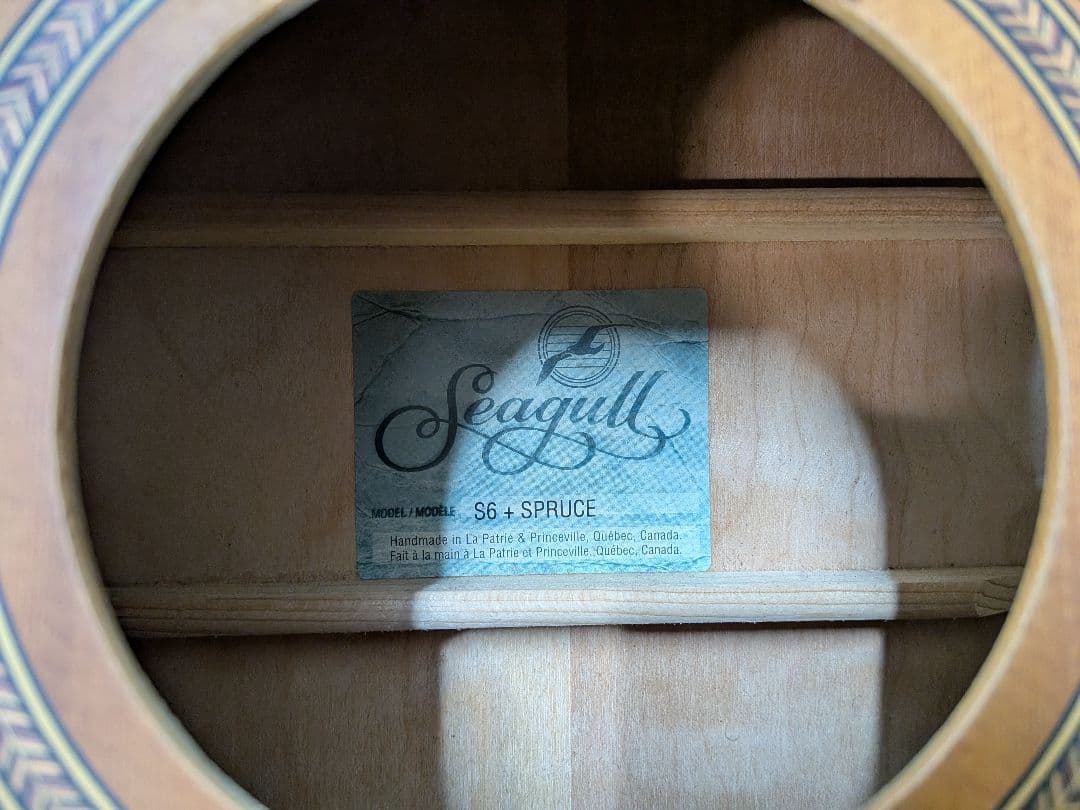 Seagull
MODEL / MODÈLE S6 + SPRUCE
Handmade in La Patrie & Princeville, Québec, Canada.
Fait à la main à La Patrie et Princeville, Québec, Canada.